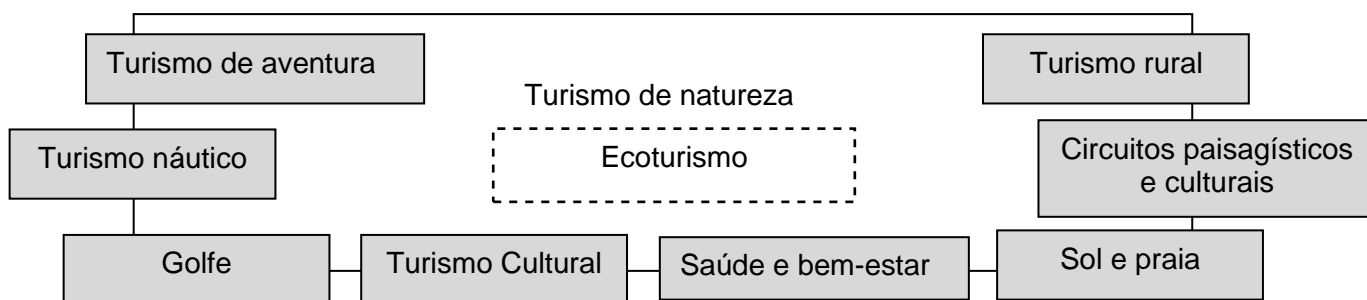 Turismo de aventura
Turismo rural
Turismo de natureza
Turismo náutico
Ecoturismo
Circuitos paisagísticos
e culturais
Golfe
Turismo Cultural
Saúde e bem-estar
Sol e praia